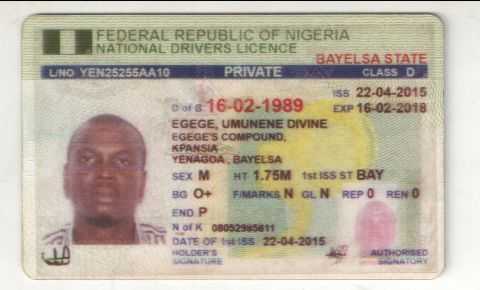 FEDERAL REPUBLIC OF NIGERIA
NATIONAL DRIVERS LICENCE
BAYELSA STATE
L/NO YEN25255AA10 PRIVATE CLASS D
ISS 22-04-2015
D of B 16-02-1989 EXP 16-02-2018
EGEGE, UMUNENE DIVINE
EGEGE'S COMPOUND,
KPANSIA
YENAGOA , BAYELSA
SEX M HT 1.75M 1st ISS ST BAY
BG O+ F/MARKS N GL N REP 0 REN 0
END P
N of K 08052985611
DATE OF 1st ISS 22-04-2015
HOLDER'S SIGNATURE
AUTHORISED SIGNATORY